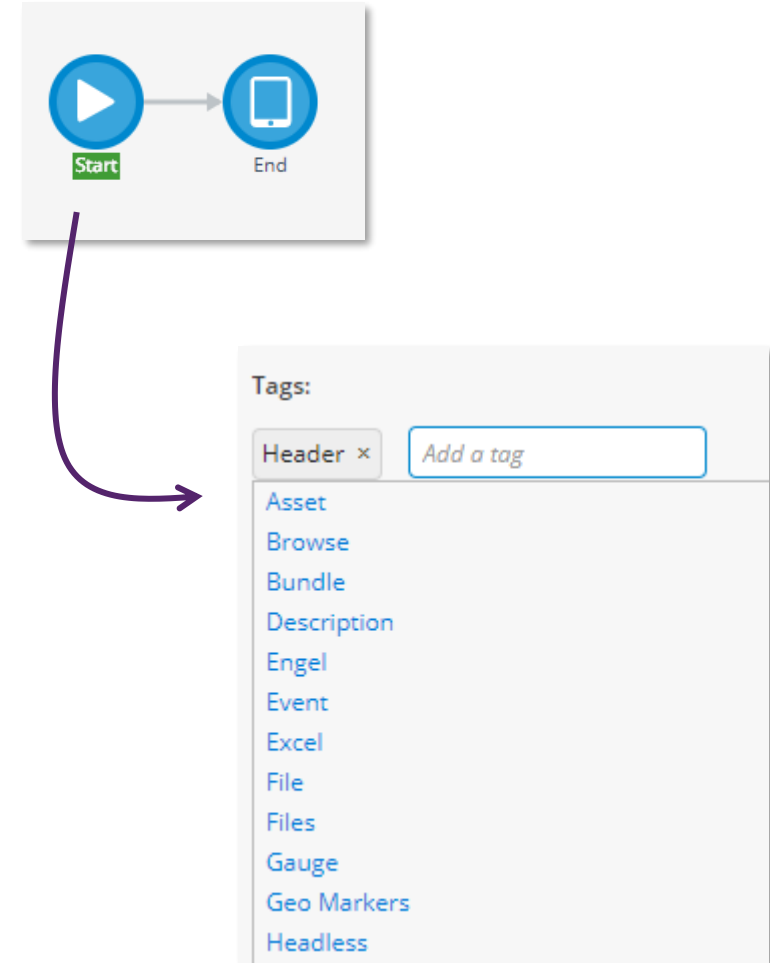 Start
End
Tags:
Header ×
Add a tag
Asset
Browse
Bundle
Description
Engel
Event
Excel
File
Files
Gauge
Geo Markers
Headless